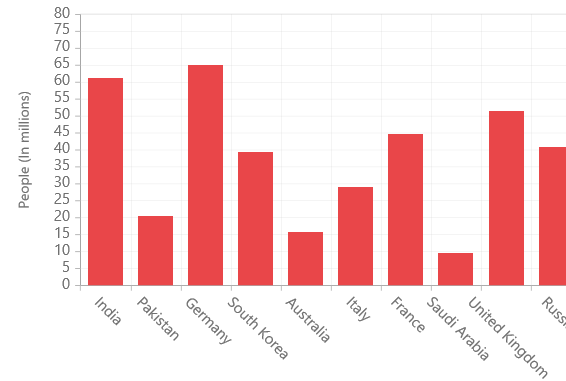 80
75
70
65
60
55
50
45
40
35
30
25
20
15
10
5
0
People (In millions)
India
Pakistan
Germany
South Korea
Australia
Italy
France
Saudi Arabia
United Kingdom
Russi